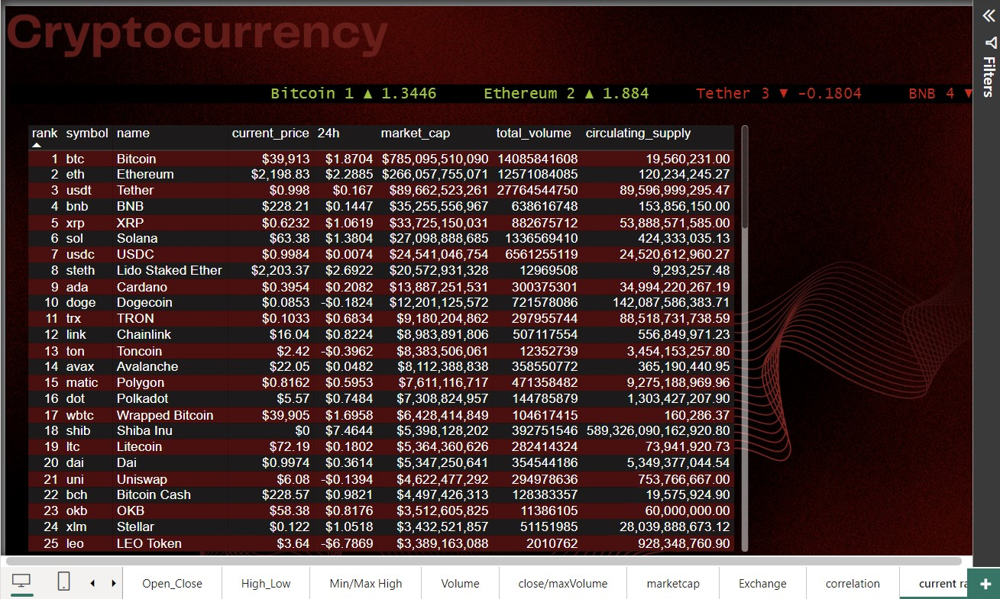 Cryptocurrency
Filters
Bitcoin 1 ▲ 1.3446 Ethereum 2 ▲ 1.884 Tether 3 ▼ -0.1804 BNB 4 ▼
rank symbol name current_price 24h market_cap total_volume circulating_supply
1 btc Bitcoin $39,913 $1.8704 $785,095,510,090 14085841608 19,560,231.00
2 eth Ethereum $2,198.83 $2.2885 $266,057,755,071 12571084085 120,234,245.27
3 usdt Tether $0.998 $0.167 $89,662,523,261 27764544750 89,596,999,295.47
4 bnb BNB $228.21 $0.1447 $35,255,556,967 638616748 153,856,150.00
5 xrp XRP $0.6232 $1.0619 $33,725,150,031 882675712 53,888,571,585.00
6 sol Solana $63.38 $1.3804 $27,098,888,685 1336569410 424,333,035.13
7 usdc USDC $0.9984 $0.0074 $24,541,046,754 6561255119 24,520,612,960.27
8 steth Lido Staked Ether $2,203.37 $2.6922 $20,572,931,328 12969508 9,293,257.48
9 ada Cardano $0.3954 $0.2082 $13,887,251,531 300375301 34,994,220,267.19
10 doge Dogecoin $0.0853 -$0.1824 $12,201,125,572 721578086 142,087,586,383.71
11 trx TRON $0.1033 $0.6834 $9,180,204,862 297955744 88,518,731,738.59
12 link Chainlink $16.04 $0.8224 $8,983,891,806 507117554 556,849,971.23
13 ton Toncoin $2.42 -$0.3962 $8,383,506,061 12352739 3,454,153,257.80
14 avax Avalanche $22.05 $0.0482 $8,112,388,838 358550772 365,190,440.95
15 matic Polygon $0.8162 $0.5953 $7,611,116,717 471358482 9,275,188,969.96
16 dot Polkadot $5.57 $0.7484 $7,308,824,957 144785879 1,303,427,207.90
17 wbtc Wrapped Bitcoin $39,905 $1.6958 $6,428,414,849 104617415 160,286.37
18 shib Shiba Inu $0 $7.4644 $5,398,128,202 392751546 589,326,090,162,920.80
19 ltc Litecoin $72.19 $0.1802 $5,364,360,626 282414324 73,941,920.73
20 dai Dai $0.9974 $0.3614 $5,347,250,641 354544186 5,349,377,044.54
21 uni Uniswap $6.08 -$0.1394 $4,622,477,292 294978636 753,766,667.00
22 bch Bitcoin Cash $228.57 $0.9821 $4,497,426,313 128383357 19,575,924.90
23 okb OKB $58.38 $0.8176 $3,512,605,825 11386105 60,000,000.00
24 xlm Stellar $0.122 $1.0518 $3,432,521,857 51151985 28,039,888,673.12
25 leo LEO Token $3.64 -$6.7869 $3,389,163,088 2010762 928,348,760.90
Open_Close High_Low Min/Max High Volume close/maxVolume marketcap Exchange correlation current ra